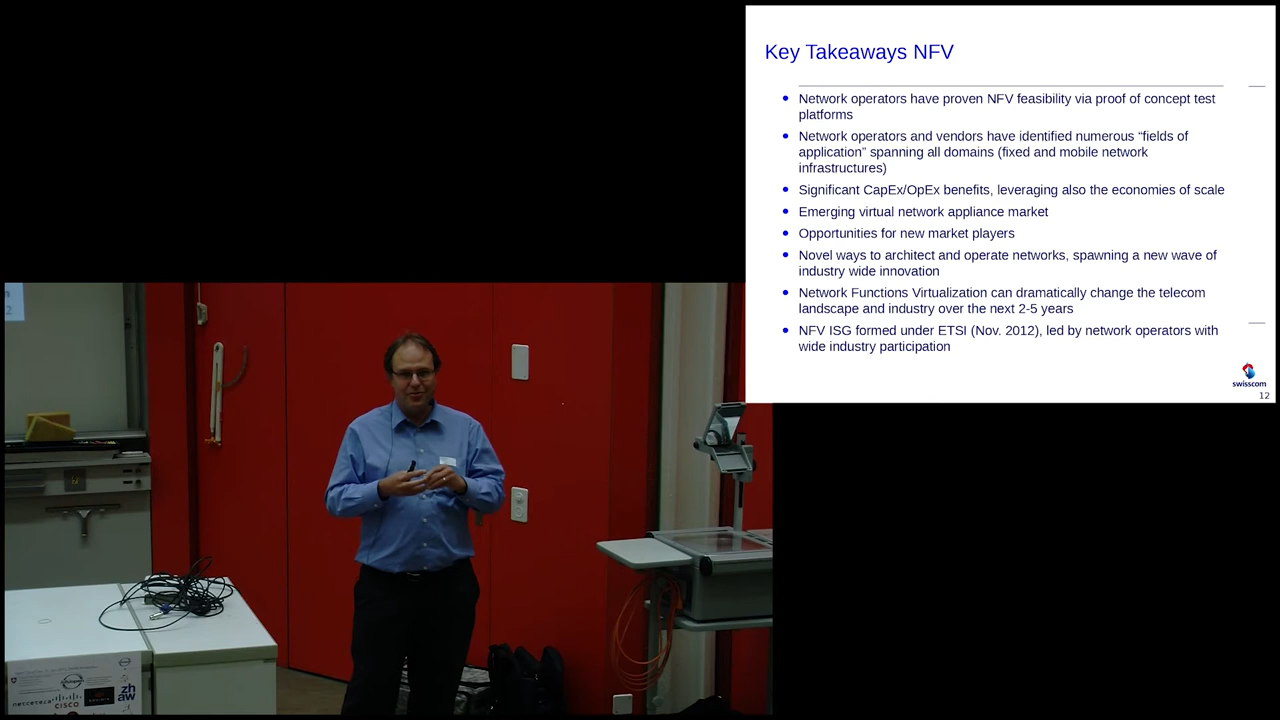 Key Takeaways NFV
Network operators have proven NFV feasibility via proof of concept test
platforms
Network operators and vendors have identified numerous “fields of
application” spanning all domains (fixed and mobile network
infrastructures)
Significant CapEx/OpEx benefits, leveraging also the economies of scale
Emerging virtual network appliance market
Opportunities for new market players
Novel ways to architect and operate networks, spawning a new wave of
industry wide innovation
Network Functions Virtualization can dramatically change the telecom
landscape and industry over the next 2-5 years
NFV ISG formed under ETSI (Nov. 2012), led by network operators with
wide industry participation
swisscom
12
netcetera
CISCO
zh
aw